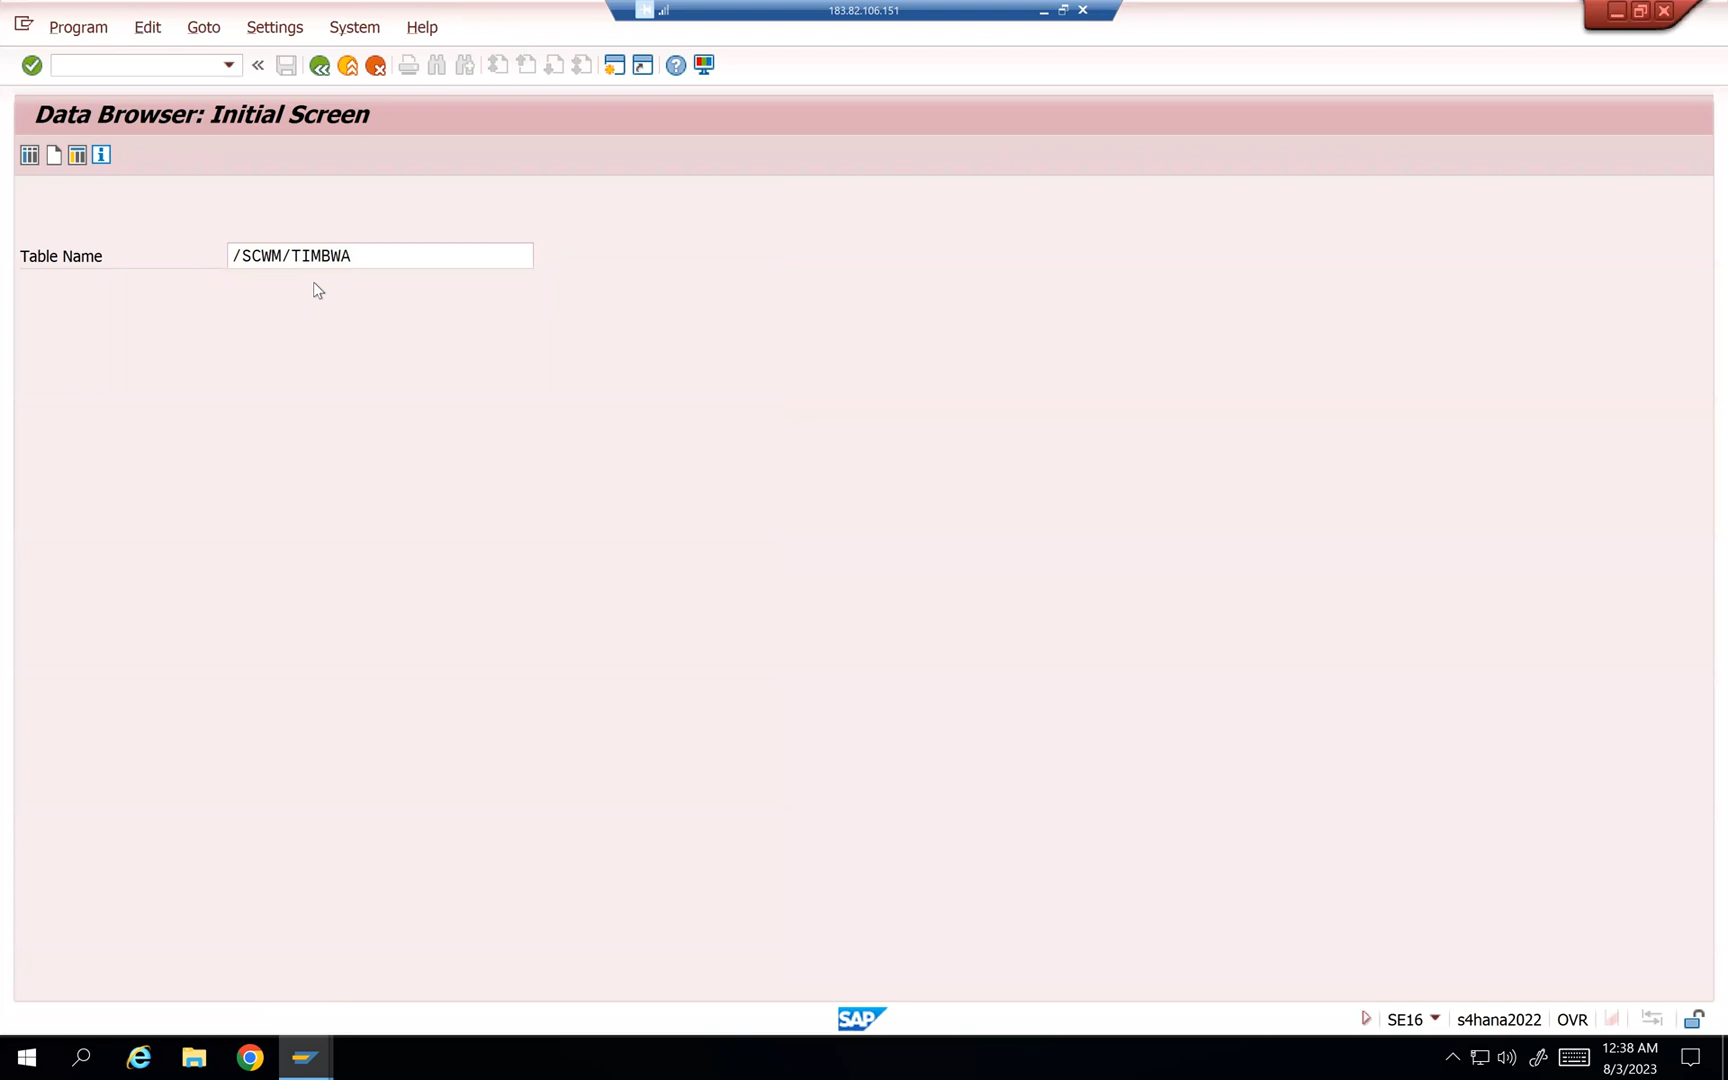 183.82.106.151
Program Edit Goto Settings System Help
Data Browser: Initial Screen
Table Name /SCWM/TIMBWA
SAP
SE16 s4hana2022 OVR
12:38 AM
8/3/2023